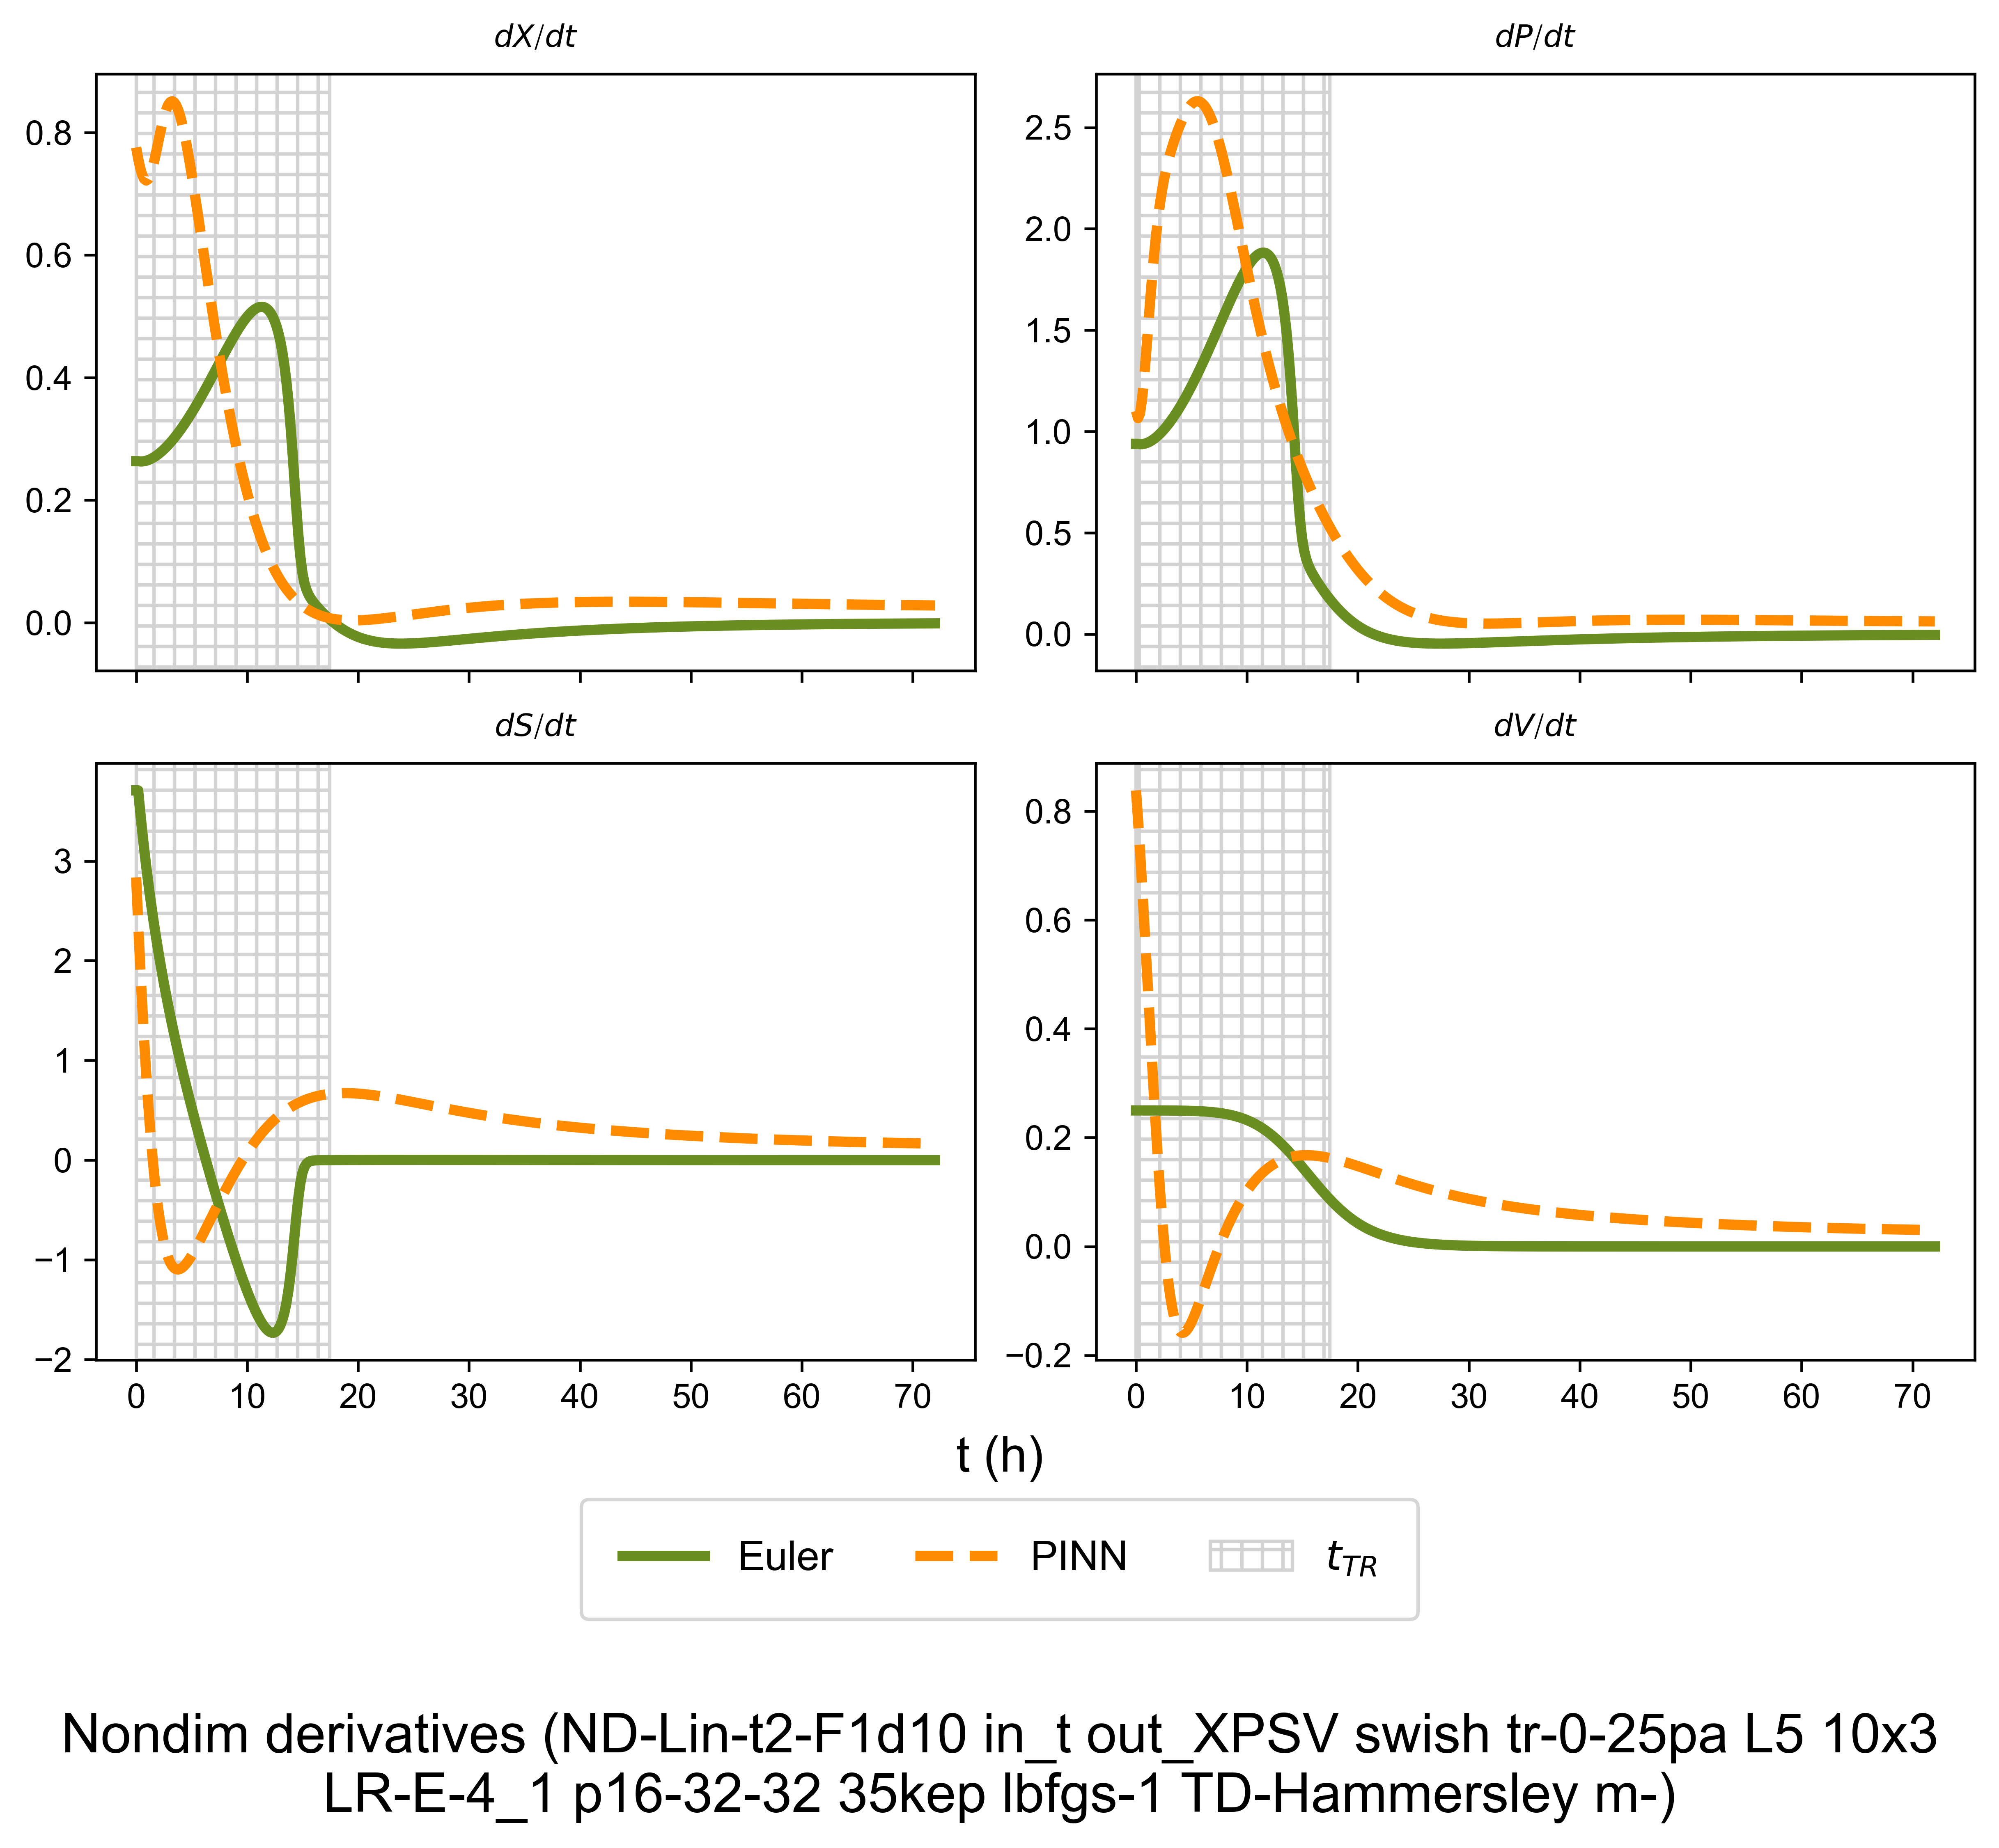 dX/dt
dP/dt
0.8
0.6
0.4
0.2
0.0
2.5
2.0
1.5
1.0
0.5
0.0
dS/dt
dV/dt
3
2
1
0
−1
−2
0.8
0.6
0.4
0.2
0.0
−0.2
0 10 20 30 40 50 60 70
0 10 20 30 40 50 60 70
t (h)
Euler PINN t_TR
Nondim derivatives (ND-Lin-t2-F1d10 in_t out_XPSV swish tr-0-25pa L5 10x3
LR-E-4_1 p16-32-32 35kep lbfgs-1 TD-Hammersley m-)